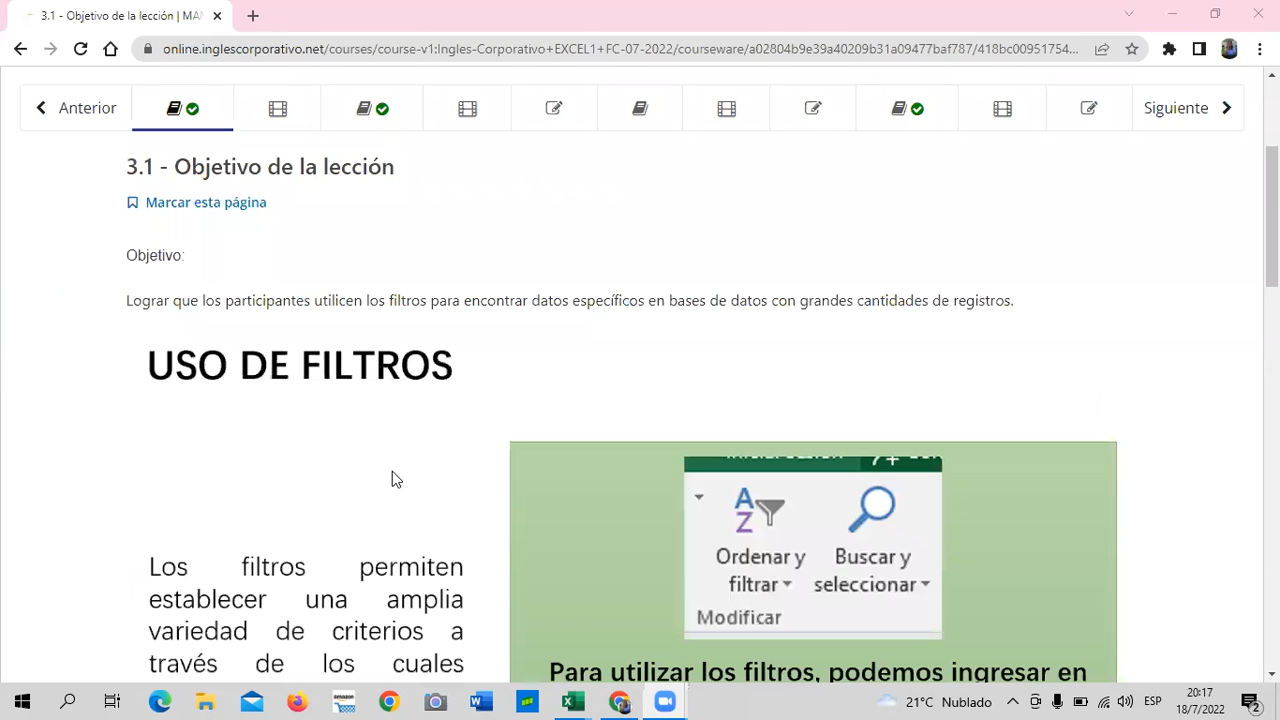 3.1 - Objetivo de la lección | MAN
online.inglescorporativo.net/courses/course-v1:Ingles-Corporativo+EXCEL1+FC-07-2022/courseware/a02804b9e39a40209b31a09477baf787/418bc00951754...
Anterior
Siguiente
3.1 - Objetivo de la lección
Marcar esta página
Objetivo:
Lograr que los participantes utilicen los filtros para encontrar datos específicos en bases de datos con grandes cantidades de registros.
USO DE FILTROS
Los filtros permiten
establecer una amplia
variedad de criterios a
través de los cuales
Ordenar y
filtrar
Buscar y
seleccionar
Modificar
Para utilizar los filtros, podemos ingresar en
21°C Nublado
ESP
20:17
18/7/2022